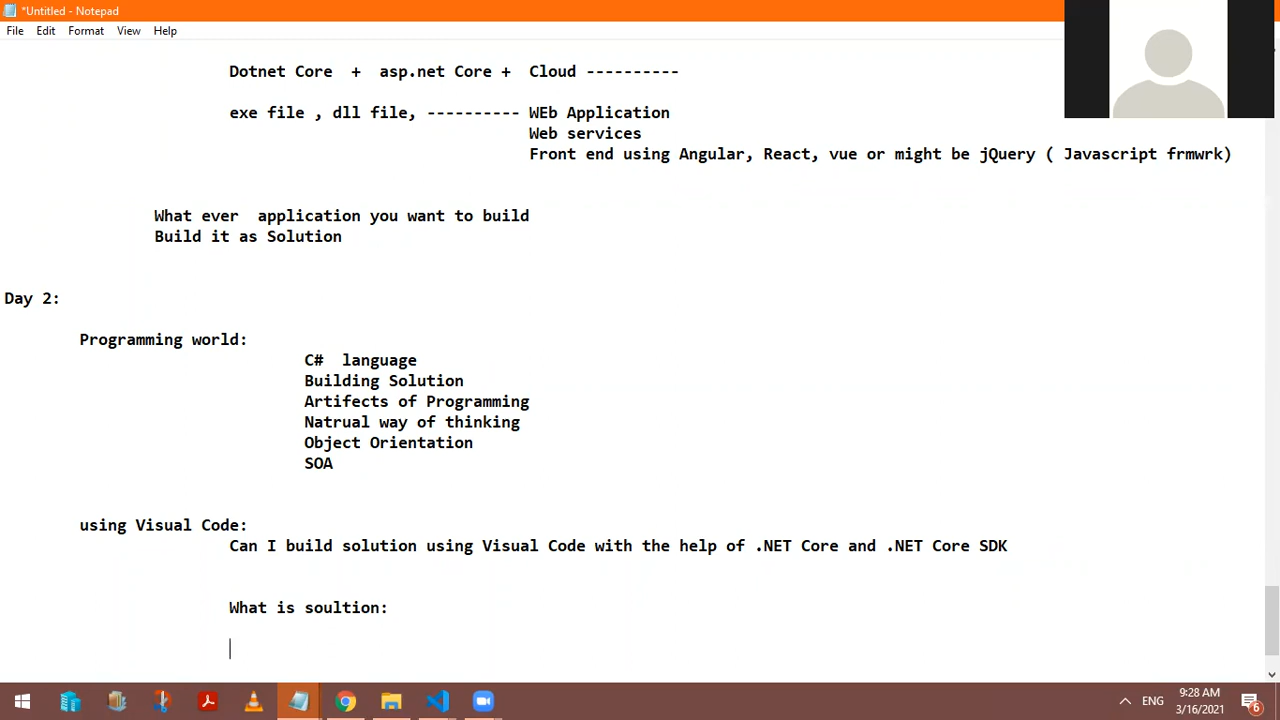 *Untitled - Notepad
File Edit Format View Help
Dotnet Core + asp.net Core + Cloud ----------
exe file , dll file, ---------- WEb Application
Web services
Front end using Angular, React, vue or might be jQuery ( Javascript frmwrk)
What ever application you want to build
Build it as Solution
Day 2:
Programming world:
C# language
Building Solution
Artifects of Programming
Natrual way of thinking
Object Orientation
SOA
using Visual Code:
Can I build solution using Visual Code with the help of .NET Core and .NET Core SDK
What is soultion:
ENG
9:28 AM
3/16/2021
6